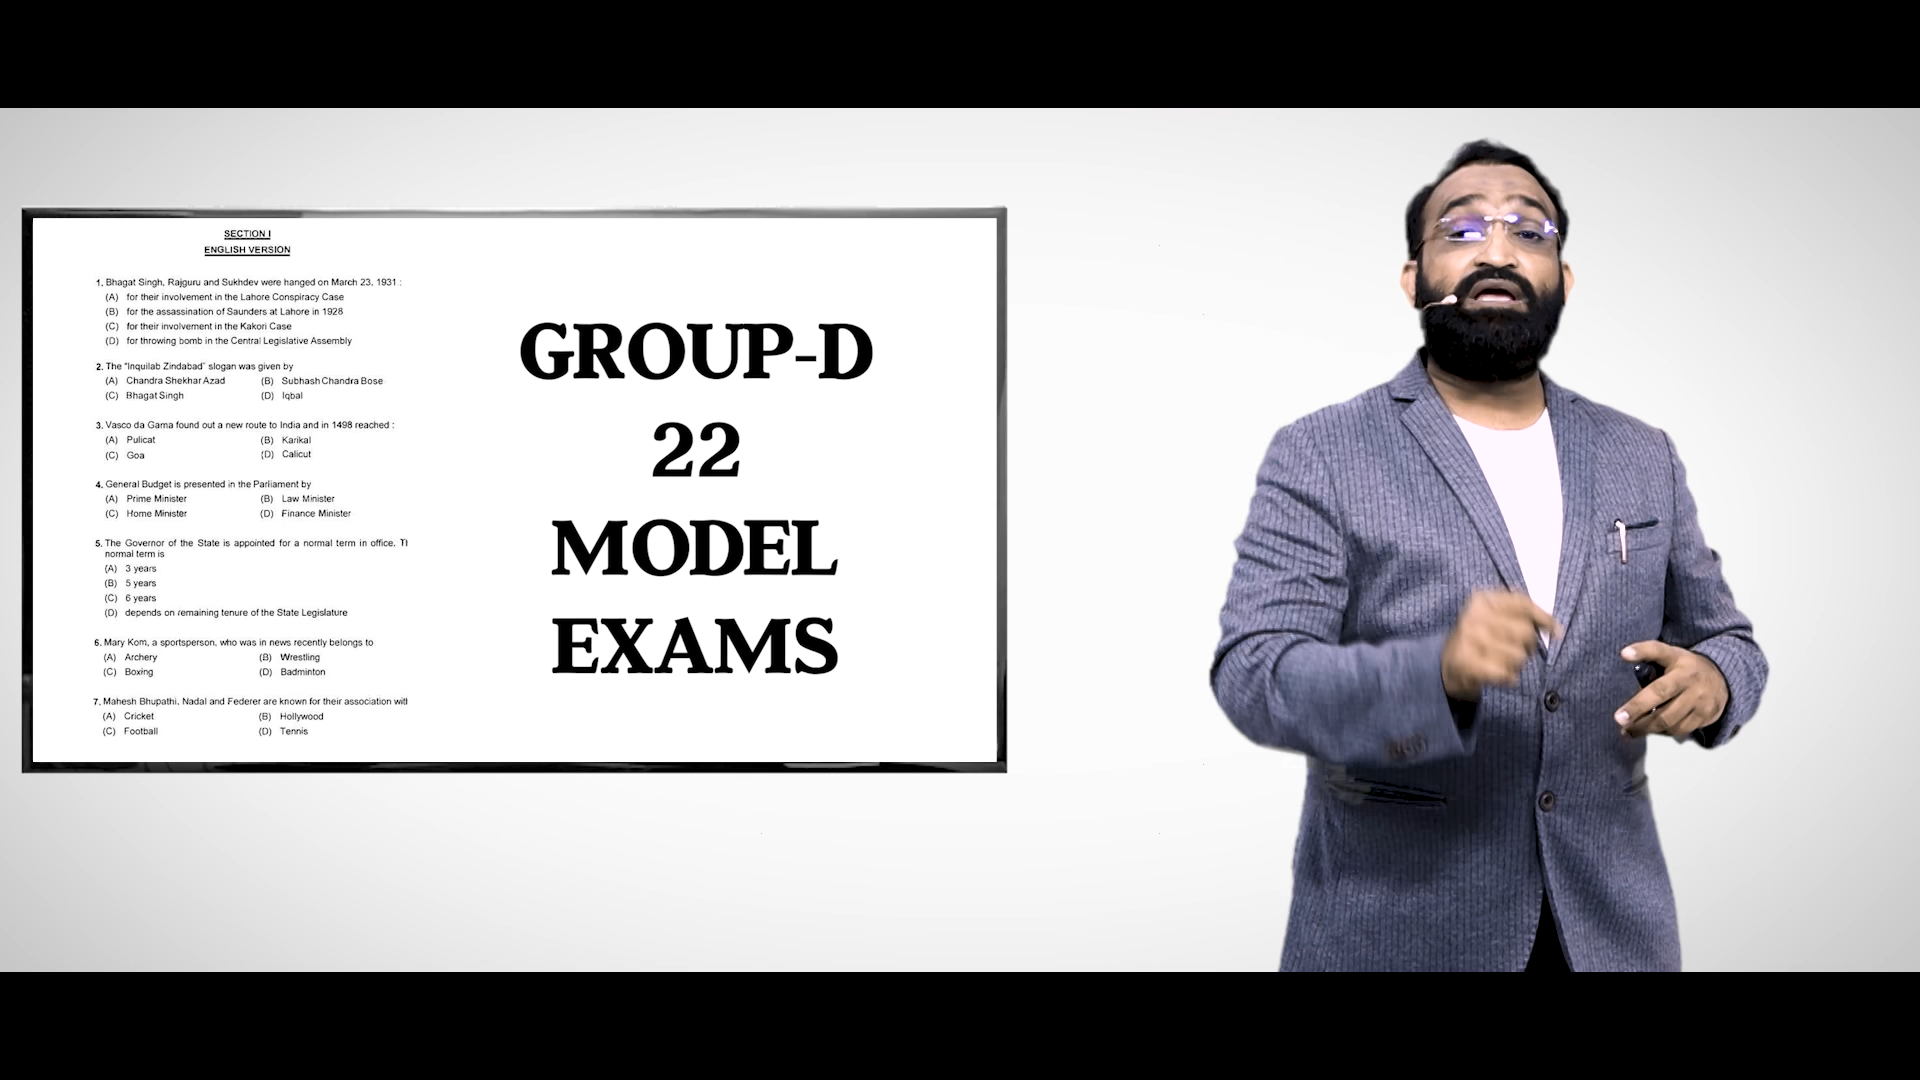 SECTION I
ENGLISH VERSION
1. Bhagat Singh, Rajguru and Sukhdev were hanged on March 23, 1931 :
(A) for their involvement in the Lahore Conspiracy Case
(B) for the assassination of Saunders at Lahore in 1928
(C) for their involvement in the Kakori Case
(D) for throwing bomb in the Central Legislative Assembly
2. The "Inquilab Zindabad" slogan was given by
(A) Chandra Shekhar Azad (B) Subhash Chandra Bose
(C) Bhagat Singh (D) Iqbal
3. Vasco da Gama found out a new route to India and in 1498 reached :
(A) Pulicat (B) Karikal
(C) Goa (D) Calicut
4. General Budget is presented in the Parliament by
(A) Prime Minister (B) Law Minister
(C) Home Minister (D) Finance Minister
5. The Governor of the State is appointed for a normal term in office.
normal term is
(A) 3 years
(B) 5 years
(C) 6 years
(D) depends on remaining tenure of the State Legislature
6. Mary Kom, a sportsperson, who was in news recently belongs to
(A) Archery (B) Wrestling
(C) Boxing (D) Badminton
7. Mahesh Bhupathi, Nadal and Federer are known for their association
(A) Cricket (B) Hollywood
(C) Football (D) Tennis
GROUP-D
22
MODEL
EXAMS